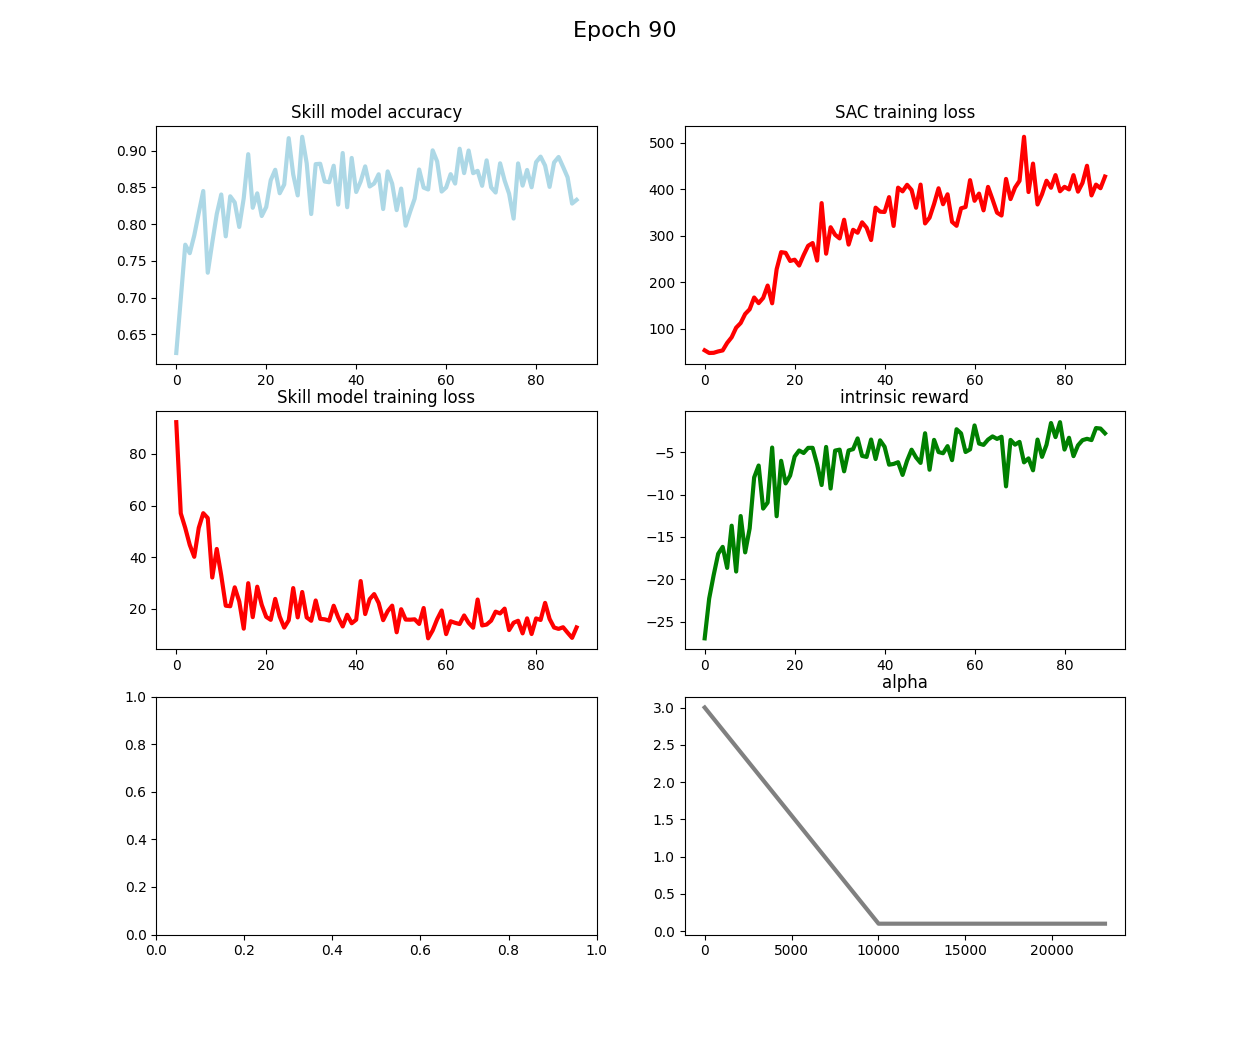 Epoch 90
Skill model accuracy
0.90
0.85
0.80
0.75
0.70
0.65
0 20 40 60 80
SAC training loss
500
400
300
200
100
0 20 40 60 80
Skill model training loss
80
60
40
20
0 20 40 60 80
intrinsic reward
−5
−10
−15
−20
−25
0 20 40 60 80
1.0
0.8
0.6
0.4
0.2
0.0
0.0 0.2 0.4 0.6 0.8 1.0
alpha
3.0
2.5
2.0
1.5
1.0
0.5
0.0
0 5000 10000 15000 20000